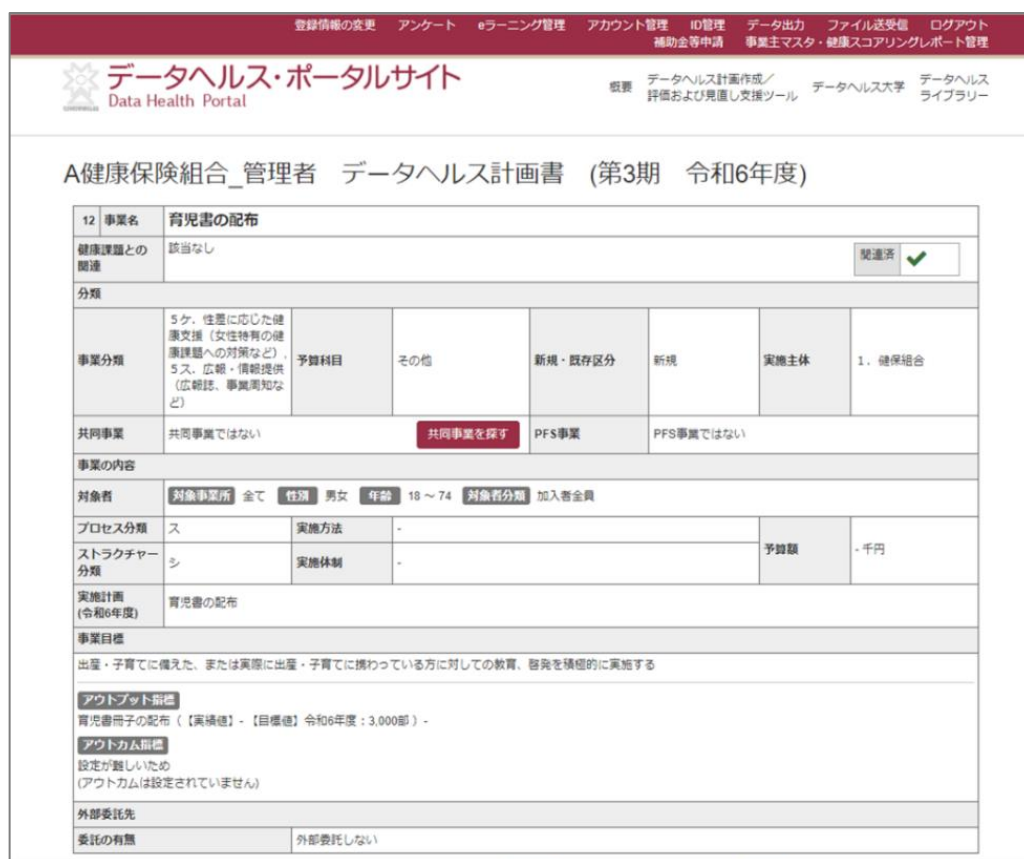 登録情報の変更 アンケート eラーニング管理 アカウント管理 ID管理 データ出力 ファイル送受信 ログアウト
補助金等申請 事業主マスタ・健康スコアリングレポート管理
データヘルス・ポータルサイト
Data Health Portal
概要 データヘルス計画作成／
評価および見直し支援ツール データヘルス大学 データヘルス
ライブラリー
A健康保険組合_管理者 データヘルス計画書 (第3期 令和6年度)
12 事業名 育児書の配布
健康課題との
関連 該当なし 関連済
分類
事業分類 5ケ．性差に応じた健
康支援（女性特有の健
康課題への対策など），
5ス．広報・情報提供
（広報誌、事業周知な
ど） 予算科目 その他 新規・既存区分 新規 実施主体 1．健保組合
共同事業 共同事業ではない 共同事業を探す PFS事業 PFS事業ではない
事業の内容
対象者 対象事業所 全て 性別 男女 年齢 18 ～ 74 対象者分類 加入者全員
プロセス分類 ス 実施方法 -
ストラクチャー
分類 シ 実施体制 - 予算額 - 千円
実施計画
(令和6年度) 育児書の配布
事業目標
出産・子育てに備えた、または実際に出産・子育てに携わっている方に対しての教育、啓発を積極的に実施する
アウトプット指標
育児書冊子の配布（【実績値】-【目標値】令和6年度：3,000部）-
アウトカム指標
設定が難しいため
(アウトカムは設定されていません)
外部委託先
委託の有無 外部委託しない